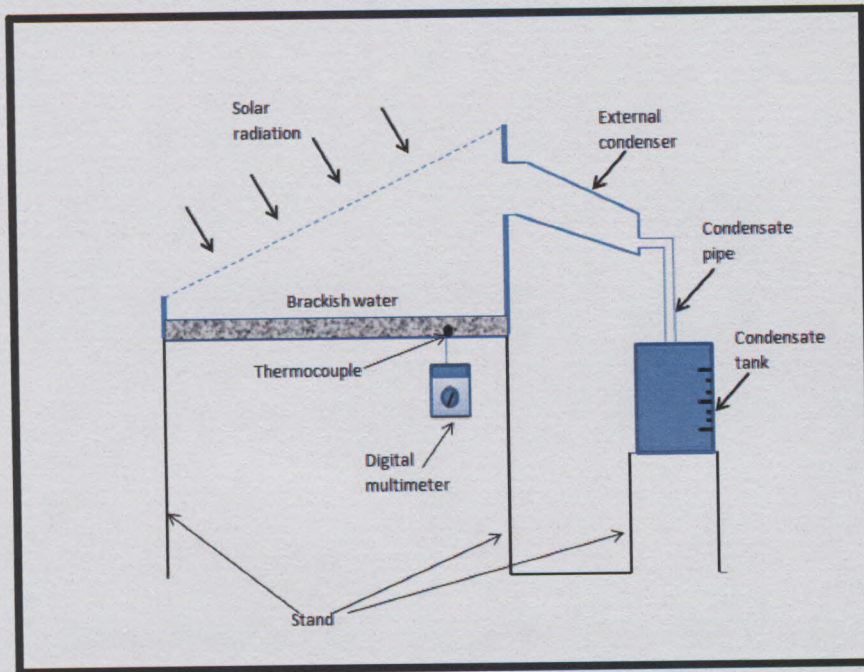 Solar
radiation
External
condenser
Condensate
pipe
Brackish water
Thermocouple
Condensate
tank
Digital
multimeter
Stand